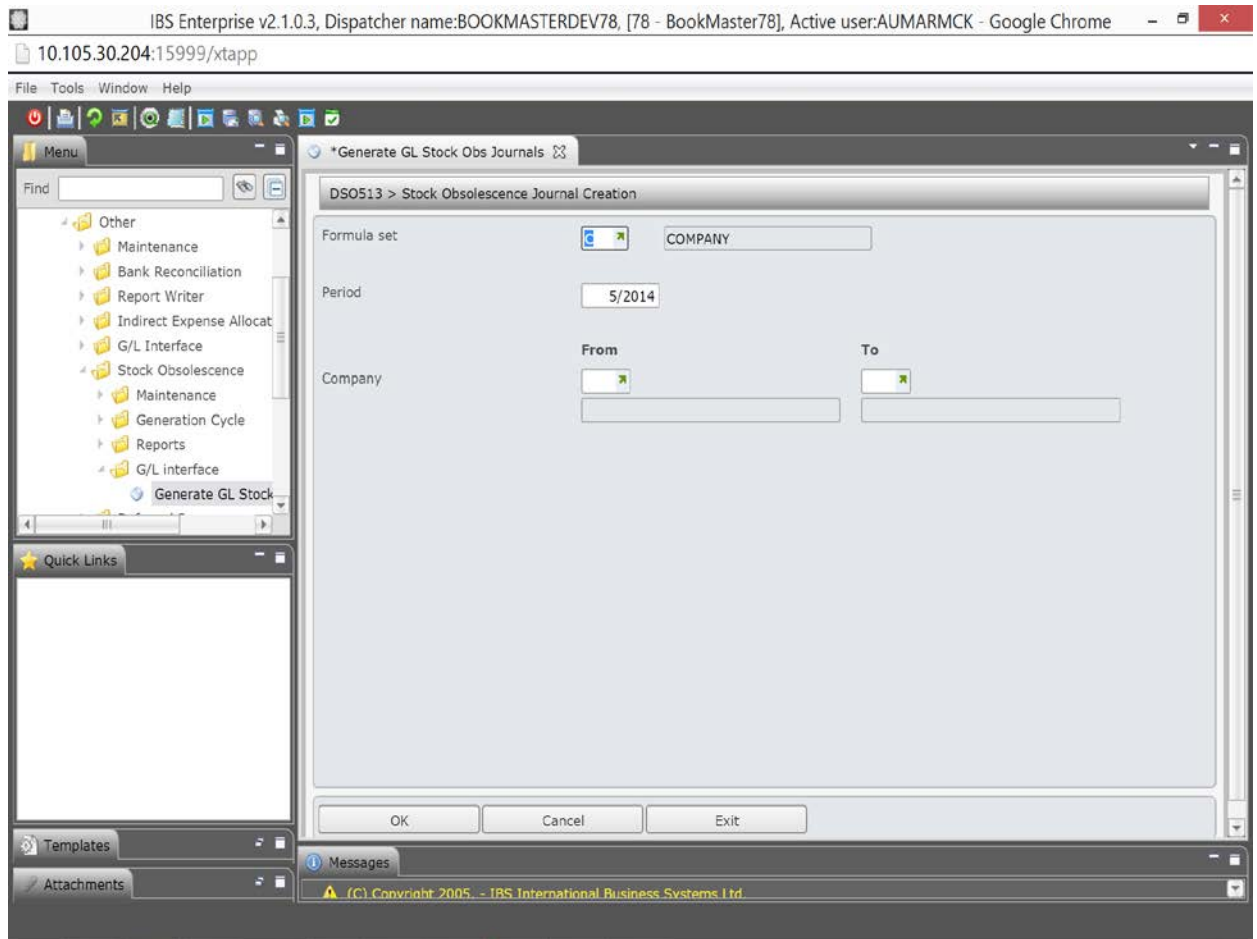 IBS Enterprise v2.1.0.3, Dispatcher name:BOOKMASTERDEV78, [78 - BookMaster78], Active user:AUMARMCK - Google Chrome
10.105.30.204:15999/xtapp
File Tools Window Help
Menu
Find
Other
Maintenance
Bank Reconciliation
Report Writer
Indirect Expense Allocat
G/L Interface
Stock Obsolescence
Maintenance
Generation Cycle
Reports
G/L interface
Generate GL Stock
Quick Links
Templates
Attachments
*Generate GL Stock Obs Journals
DSO513 > Stock Obsolescence Journal Creation
Formula set COMPANY
Period 5/2014
From To
Company
OK Cancel Exit
Messages
(C) Copyright 2005. - IBS International Business Systems Ltd.